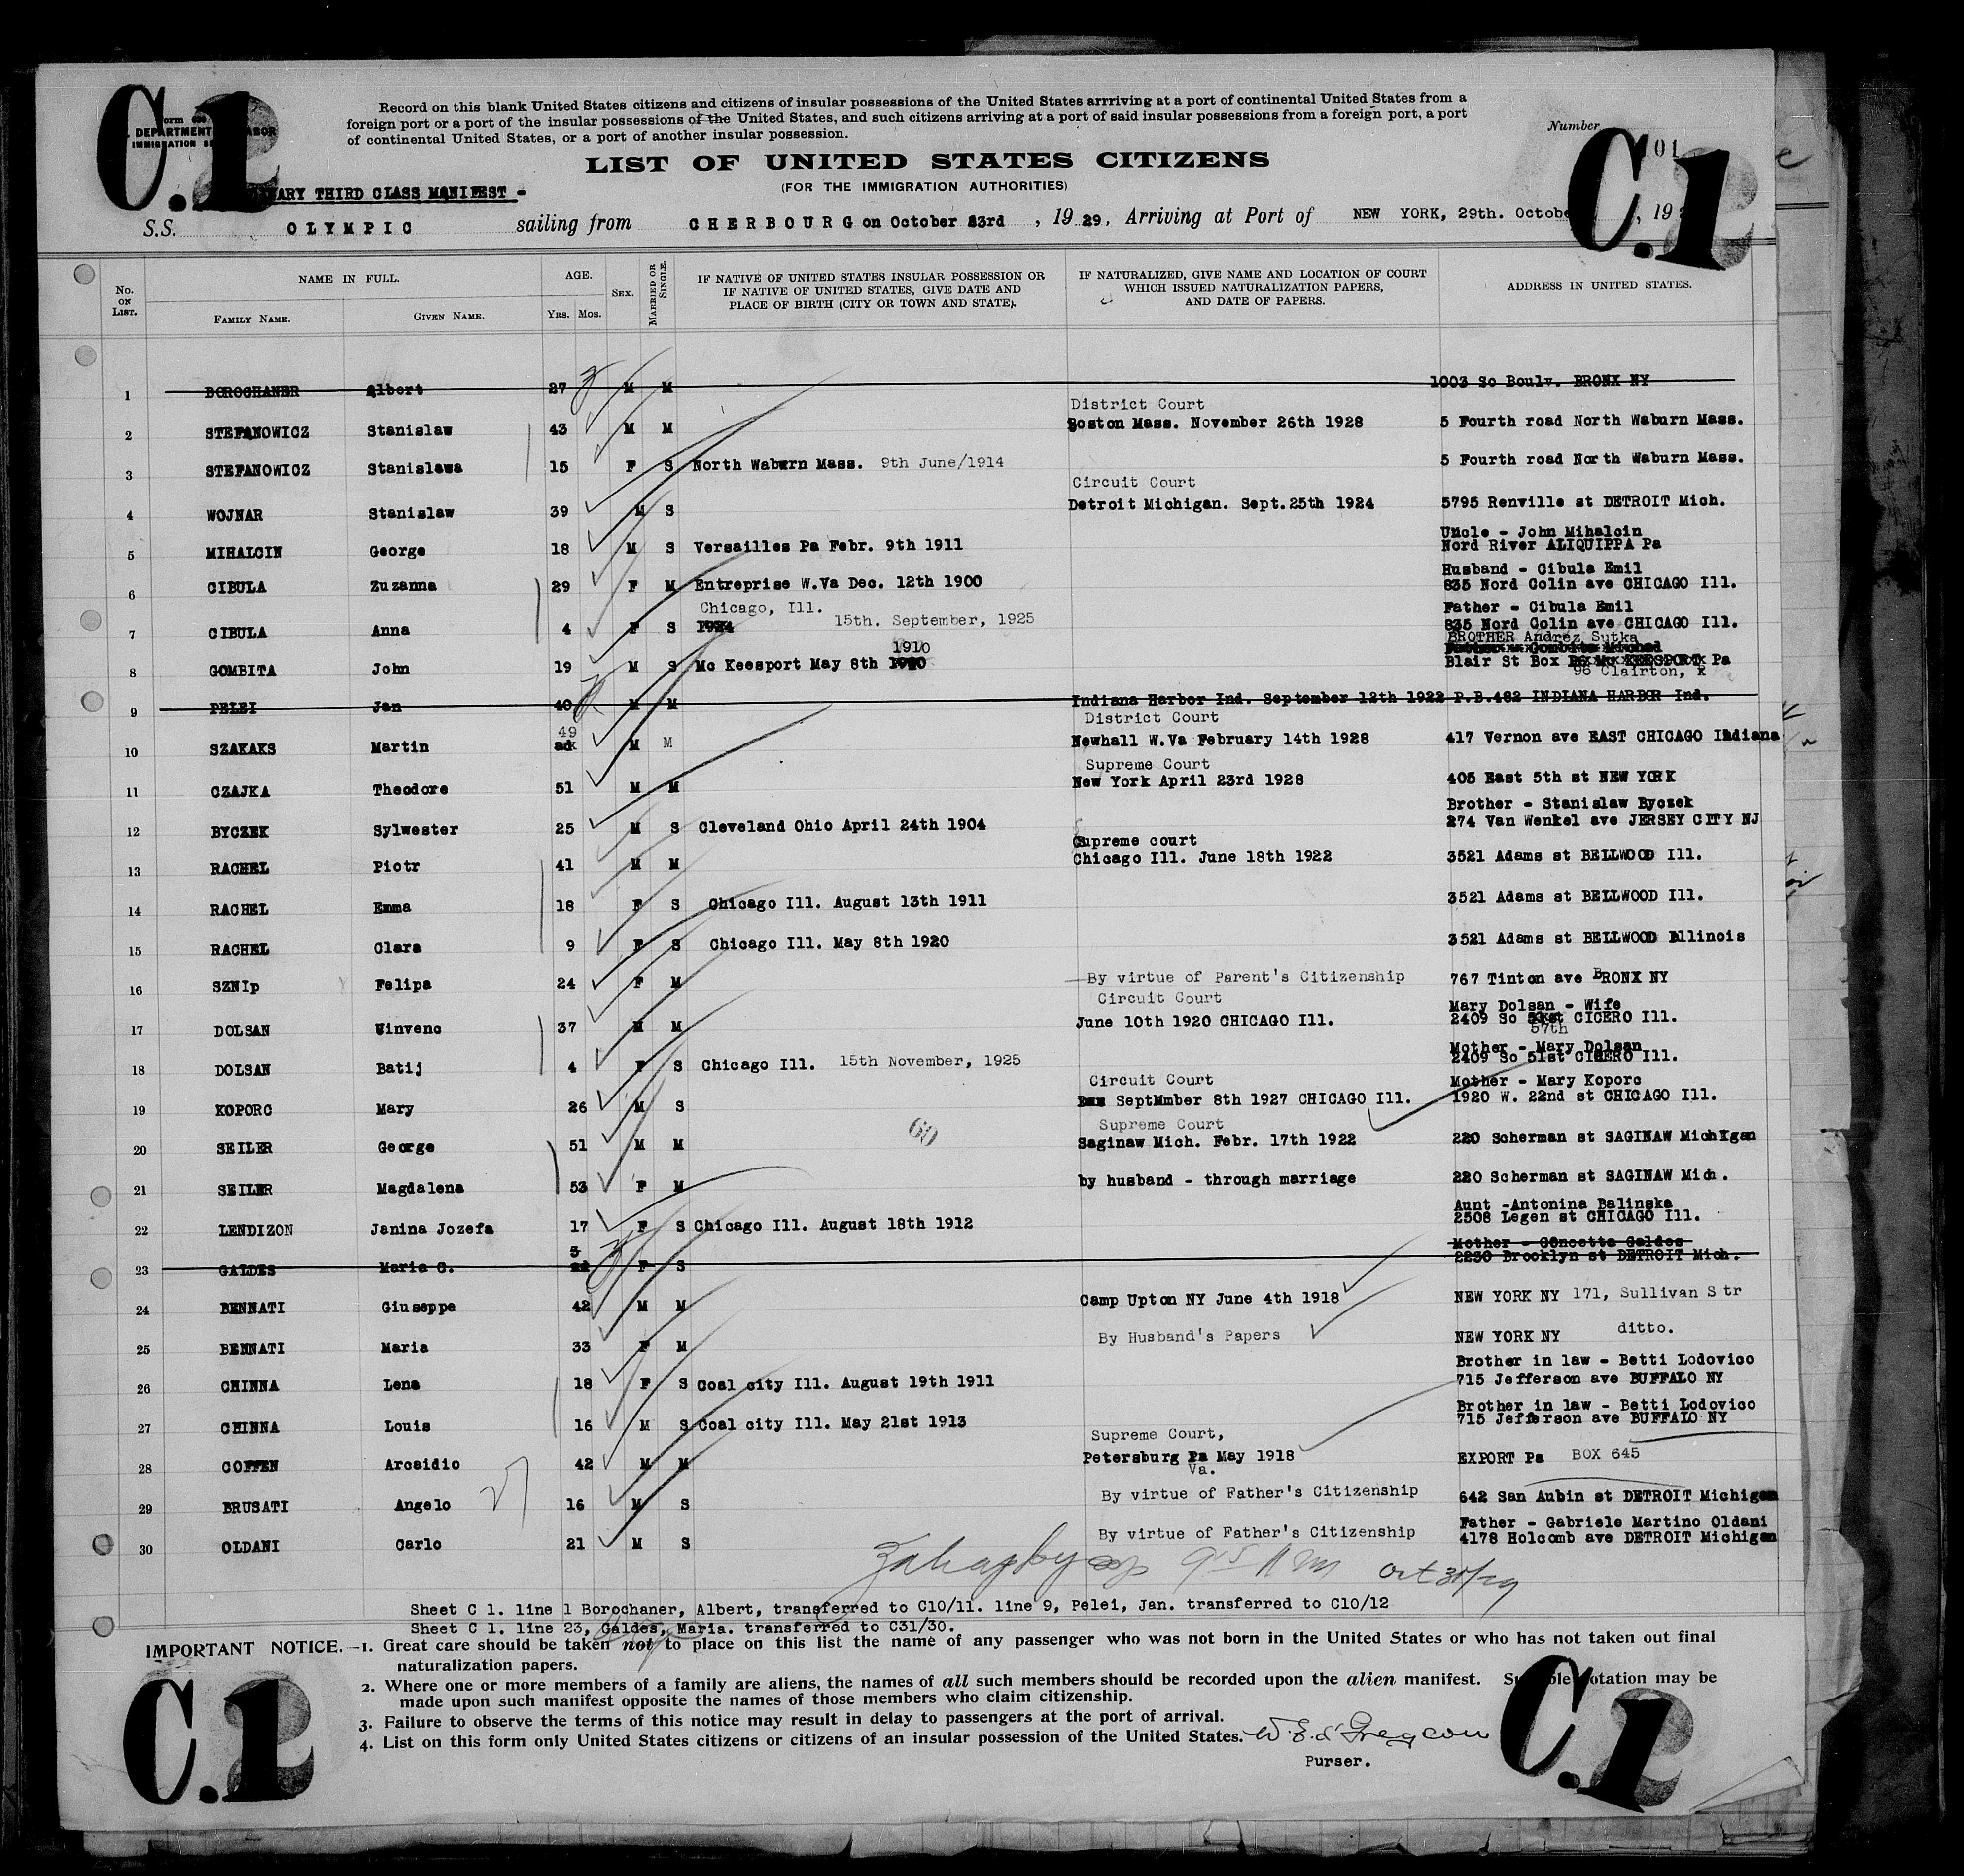 C.1
Form 630
DEPARTMENT LABOR
IMMIGRATION
Record on this blank United States citizens and citizens of insular possessions of the United States arrriving at a port of continental United States from a
foreign port or a port of the insular possessions of the United States, and such citizens arriving at a port of said insular possessions from a foreign port, a port
of continental United States, or a port of another insular possession.
Number 101
C.1
LIST OF UNITED STATES CITIZENS
(FOR THE IMMIGRATION AUTHORITIES)
THIRD CLASS MANIFEST -
S.S. OLYMPIC sailing from CHERBOURG on October 23rd, 1929, Arriving at Port of NEW YORK, 29th. October, 19
No. ON LIST.
NAME IN FULL.
FAMILY NAME.
GIVEN NAME.
AGE.
YRS. MOS.
SEX.
MARRIED OR SINGLE.
IF NATIVE OF UNITED STATES INSULAR POSSESSION OR
IF NATIVE OF UNITED STATES, GIVE DATE AND
PLACE OF BIRTH (CITY OR TOWN AND STATE).
IF NATURALIZED, GIVE NAME AND LOCATION OF COURT
WHICH ISSUED NATURALIZATION PAPERS,
AND DATE OF PAPERS.
ADDRESS IN UNITED STATES.
1 BOROCHANER Albert 27 M M 1003 So Boulv. BRONX NY
District Court
2 STEFANOWICZ Stanislaw 43 M M Boston Mass. November 26th 1928 5 Fourth road North Waburn Mass.
3 STEFANOWICZ Stanislawa 15 F S North Waburn Mass. 9th June/1914 5 Fourth road North Waburn Mass.
Circuit Court
4 WOJNAR Stanislaw 39 M S Detroit Michigan. Sept.25th 1924 5795 Renville st DETROIT Mich.
Uncle - John Mihalcin
5 MIHALCIN George 18 M S Versailles Pa Febr. 9th 1911 Nord River ALIQUIPPA Pa
Husband - Cibula Emil
6 CIBULA Zuzanna 29 F M Entreprise W.Va Dec. 12th 1900 835 Nord Colin ave CHICAGO Ill.
Chicago, Ill. Father - Cibula Emil
7 CIBULA Anna 4 F S 1924 15th. September, 1925 835 Nord Colin ave CHICAGO Ill.
1910 BROTHER Andrez Sutka
8 GOMBITA John 19 M S Mc Keesport May 8th Blair St Box Mc KEESPORT Pa
96 Clairton, x
9 PELEI Jan 40 M M Indiana Harbor Ind. September 12th 1922 P.B.482 INDIANA HARBOR Ind.
49 District Court
10 SZAKAKS Martin M M Newhall W.Va February 14th 1928 417 Vernon ave EAST CHICAGO Indiana
Supreme Court
11 CZAJKA Theodore 51 M M New York April 23rd 1928 405 East 5th st NEW YORK
Brother - Stanislaw Byczek
12 BYCZEK Sylwester 25 M S Cleveland Ohio April 24th 1904 274 Van Wenkel ave JERSEY CITY NJ
Supreme court
13 RACHEL Piotr 41 M M Chicago Ill. June 18th 1922 3521 Adams st BELLWOOD Ill.
14 RACHEL Emma 18 F S Chicago Ill. August 13th 1911 3521 Adams st BELLWOOD Ill.
15 RACHEL Clara 9 F S Chicago Ill. May 8th 1920 3521 Adams st BELLWOOD Illinois
16 SZNIp Felipa 24 F M By virtue of Parent's Citizenship 767 Tinton ave BRONX NY
Circuit Court Mary Dolsan - Wife
17 DOLSAN Vinvenc 37 M M June 10th 1920 CHICAGO Ill. 2409 So CICERO Ill.
57th
Mother - Mary Dolsan
18 DOLSAN Batij 4 F S Chicago Ill. 15th November, 1925 2409 So 51st CICERO Ill.
Circuit Court Mother - Mary Koporc
19 KOPORC Mary 26 M S September 8th 1927 CHICAGO Ill. 1920 W. 22nd st CHICAGO Ill.
60 Supreme Court
20 SEILER George 51 M M Saginaw Mich. Febr. 17th 1922 220 Scherman st SAGINAW Michigan
21 SEILER Magdalena 53 F M by husband - through marriage 220 Scherman st SAGINAW Mich.
Aunt -Antonina Balinska
22 LENDIZON Janina Jozefa 17 F S Chicago Ill. August 18th 1912 2508 Legen st CHICAGO Ill.
3 Mother - COncetta Galdes
23 GALDES Maria C. F S 2230 Brooklyn st DETROIT Mich.
24 BENNATI Giuseppe 42 M M Camp Upton NY June 4th 1918 NEW YORK NY 171, Sullivan Str
25 BENNATI Maria 33 F M By Husband's Papers NEW YORK NY ditto.
Brother in law - Betti Lodovico
26 CHINNA Lena 18 F S Coal city Ill. August 19th 1911 715 Jefferson ave BUFFALO NY
Brother in law - Betti Lodovico
27 CHINNA Louis 16 M S Coal city Ill. May 21st 1913 715 Jefferson ave BUFFALO NY
Supreme Court,
28 COFFEN Arcaidio 42 M M Petersburg Pa May 1918 EXPORT Pa BOX 645
Va.
29 BRUSATI Angelo 16 M S By virtue of Father's Citizenship 642 San Aubin st DETROIT Michigan
Father - Gabriele Martino Oldani
30 OLDANI Carlo 21 M S By virtue of Father's Citizenship 4178 Holcomb ave DETROIT Michigan
Oct 31/29
Sheet C 1. line 1 Borochaner, Albert, transferred to C10/11. line 9, Pelei, Jan. transferred to C10/12
Sheet C 1. line 23, Galdes, Maria. transferred to C31/30.
IMPORTANT NOTICE.—1. Great care should be taken not to place on this list the name of any passenger who was not born in the United States or who has not taken out final
naturalization papers.
2. Where one or more members of a family are aliens, the names of all such members should be recorded upon the alien manifest. Suitable notation may be
made upon such manifest opposite the names of those members who claim citizenship.
3. Failure to observe the terms of this notice may result in delay to passengers at the port of arrival.
4. List on this form only United States citizens or citizens of an insular possession of the United States.
Purser.
C.1
C.1